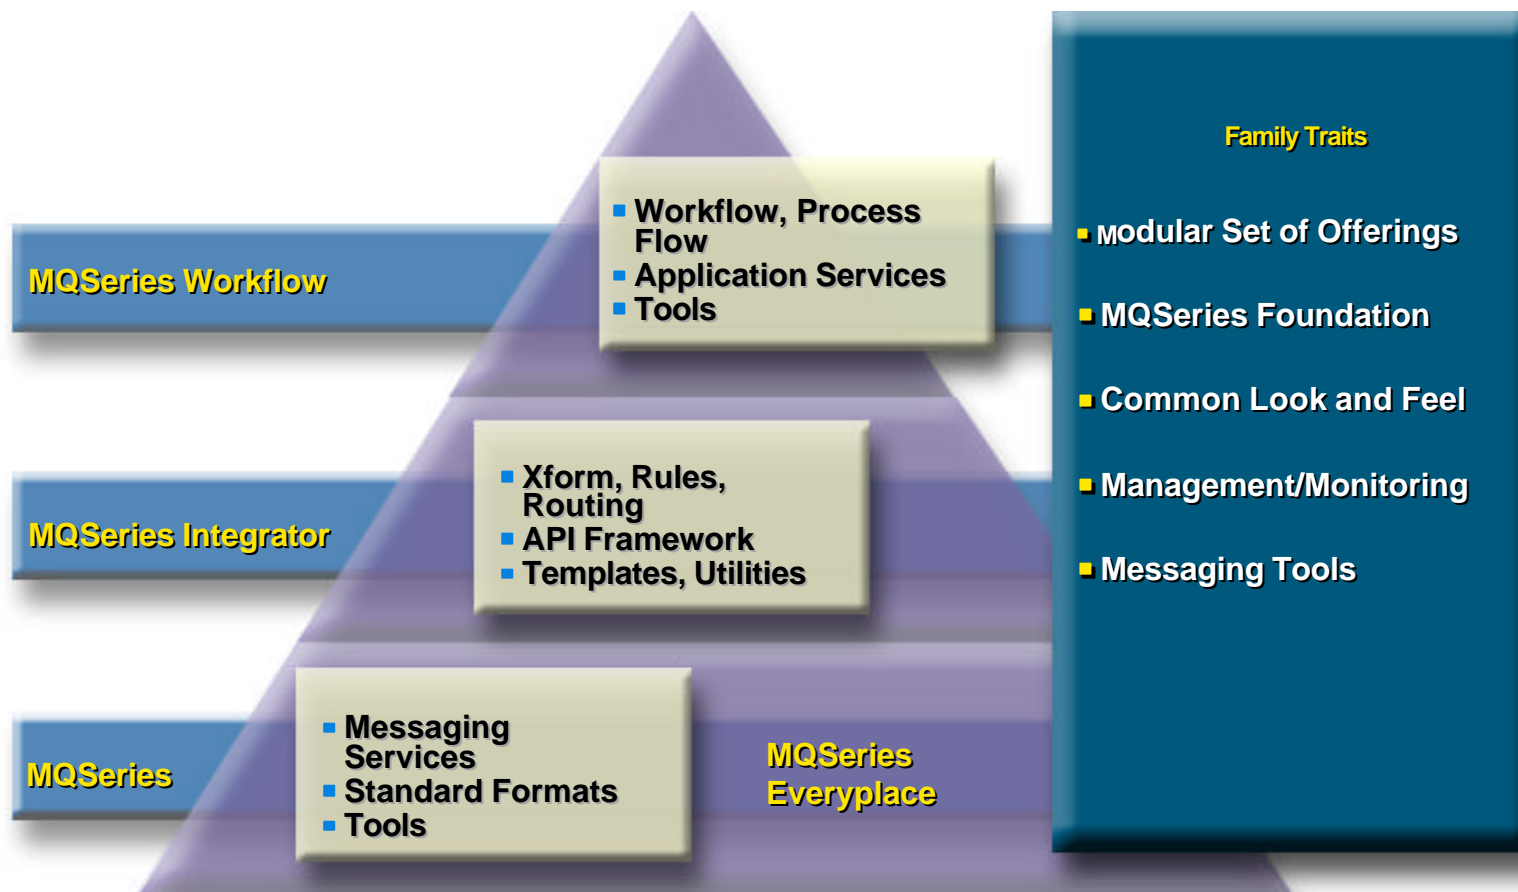 MQSeries Workflow
Workflow, Process
Flow
Application Services
Tools
MQSeries Integrator
Xform, Rules,
Routing
API Framework
Templates, Utilities
MQSeries
Messaging
Services
Standard Formats
Tools
MQSeries
Everyplace
Family Traits
Modular Set of Offerings
MQSeries Foundation
Common Look and Feel
Management/Monitoring
Messaging Tools